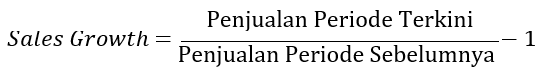 Sales Growth = Penjualan Periode Terkini / Penjualan Periode Sebelumnya − 1